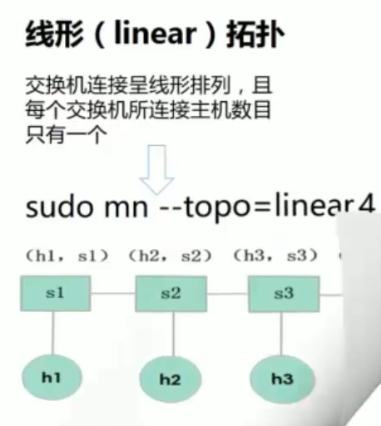 线形（linear）拓扑
交换机连接呈线形排列，且
每个交换机所连接主机数目
只有一个
sudo mn --topo=linear,4
(h1, s1) (h2, s2) (h3, s3) (
s1 s2 s3
h1 h2 h3